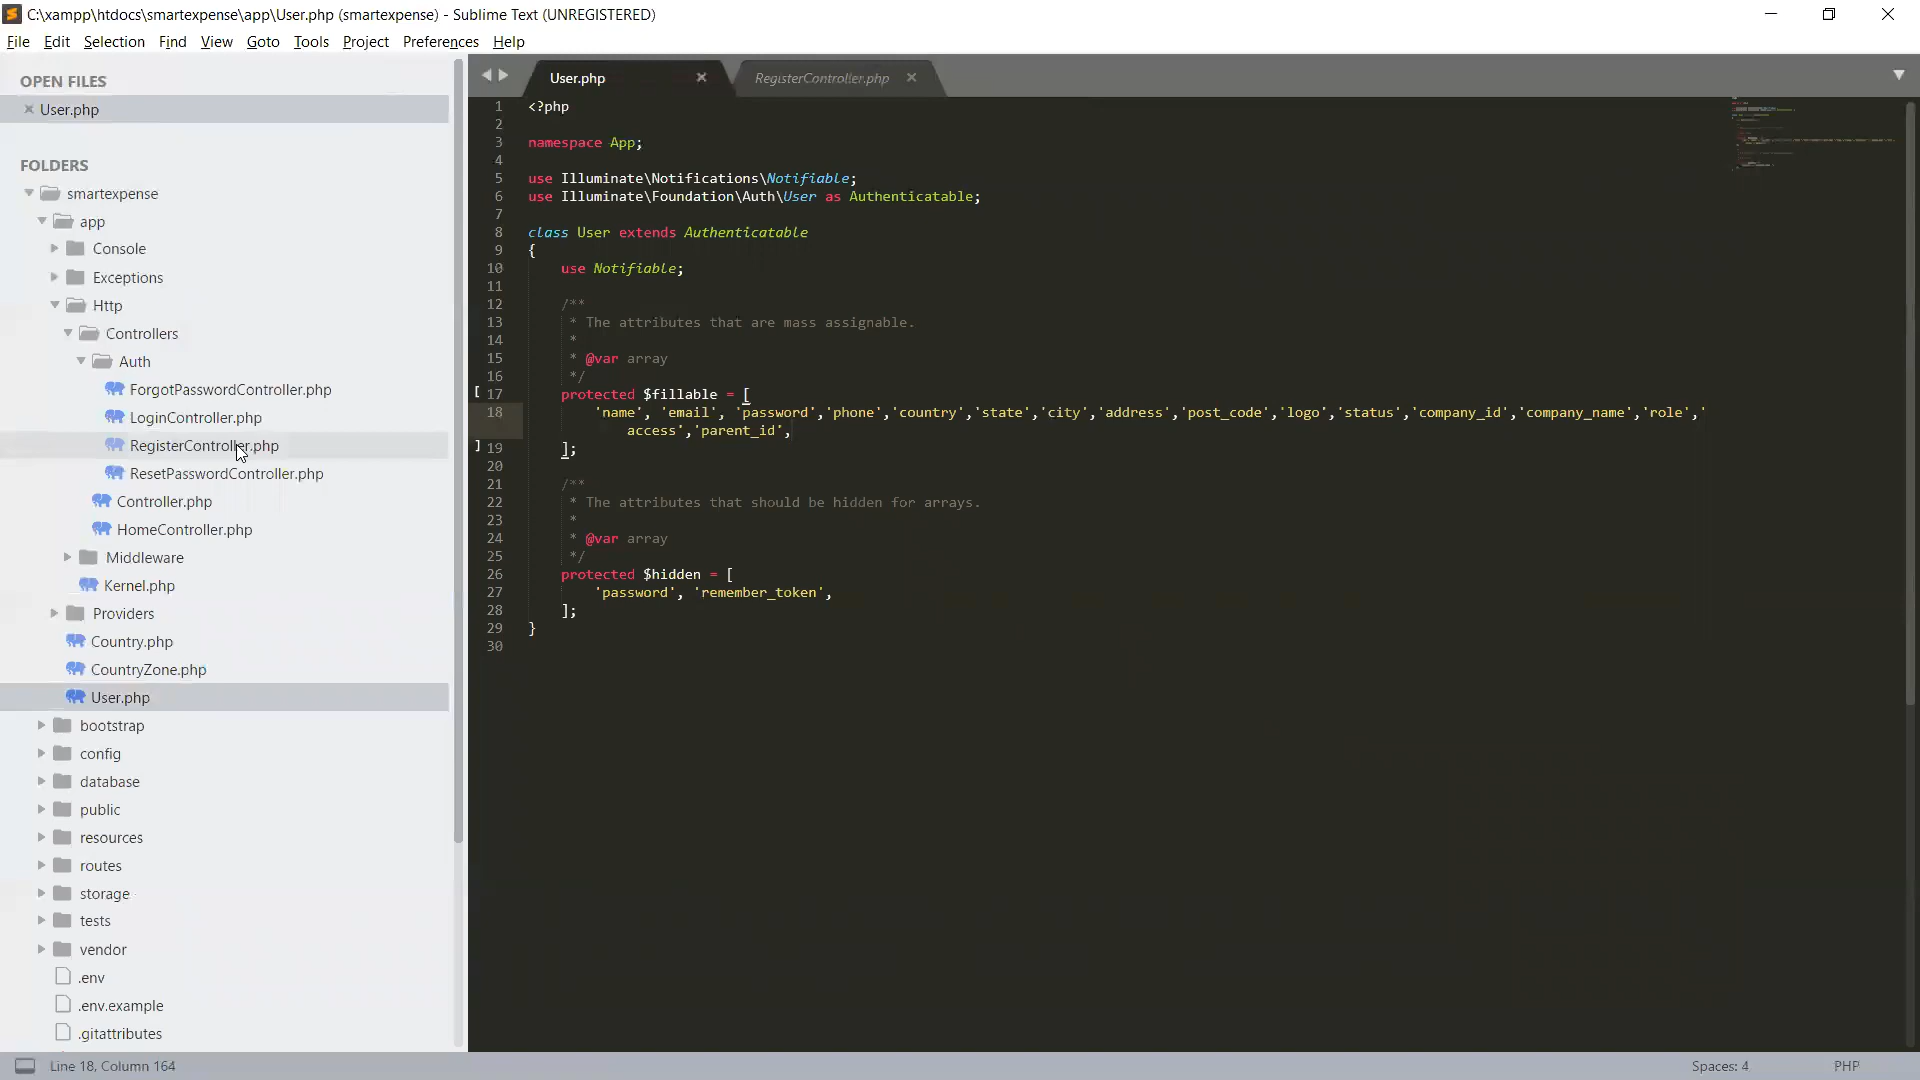 C:\xampp\htdocs\smartexpense\app\User.php (smartexpense) - Sublime Text (UNREGISTERED)
File Edit Selection Find View Goto Tools Project Preferences Help
OPEN FILES
× User.php
FOLDERS
smartexpense
app
Console
Exceptions
Http
Controllers
Auth
ForgotPasswordController.php
LoginController.php
RegisterController.php
ResetPasswordController.php
Controller.php
HomeController.php
Middleware
Kernel.php
Providers
Country.php
CountryZone.php
User.php
bootstrap
config
database
public
resources
routes
storage
tests
vendor
.env
.env.example
.gitattributes
User.php × RegisterController.php ×
1 <?php
2
3 namespace App;
4
5 use Illuminate\Notifications\Notifiable;
6 use Illuminate\Foundation\Auth\User as Authenticatable;
7
8 class User extends Authenticatable
9 {
10 use Notifiable;
11
12 /**
13 * The attributes that are mass assignable.
14 *
15 * @var array
16 */
17 protected $fillable = [
18 'name', 'email', 'password','phone','country','state','city','address','post_code','logo','status','company_id','company_name','role','
access','parent_id',
19 ];
20
21 /**
22 * The attributes that should be hidden for arrays.
23 *
24 * @var array
25 */
26 protected $hidden = [
27 'password', 'remember_token',
28 ];
29 }
30
Line 18, Column 164 Spaces: 4 PHP